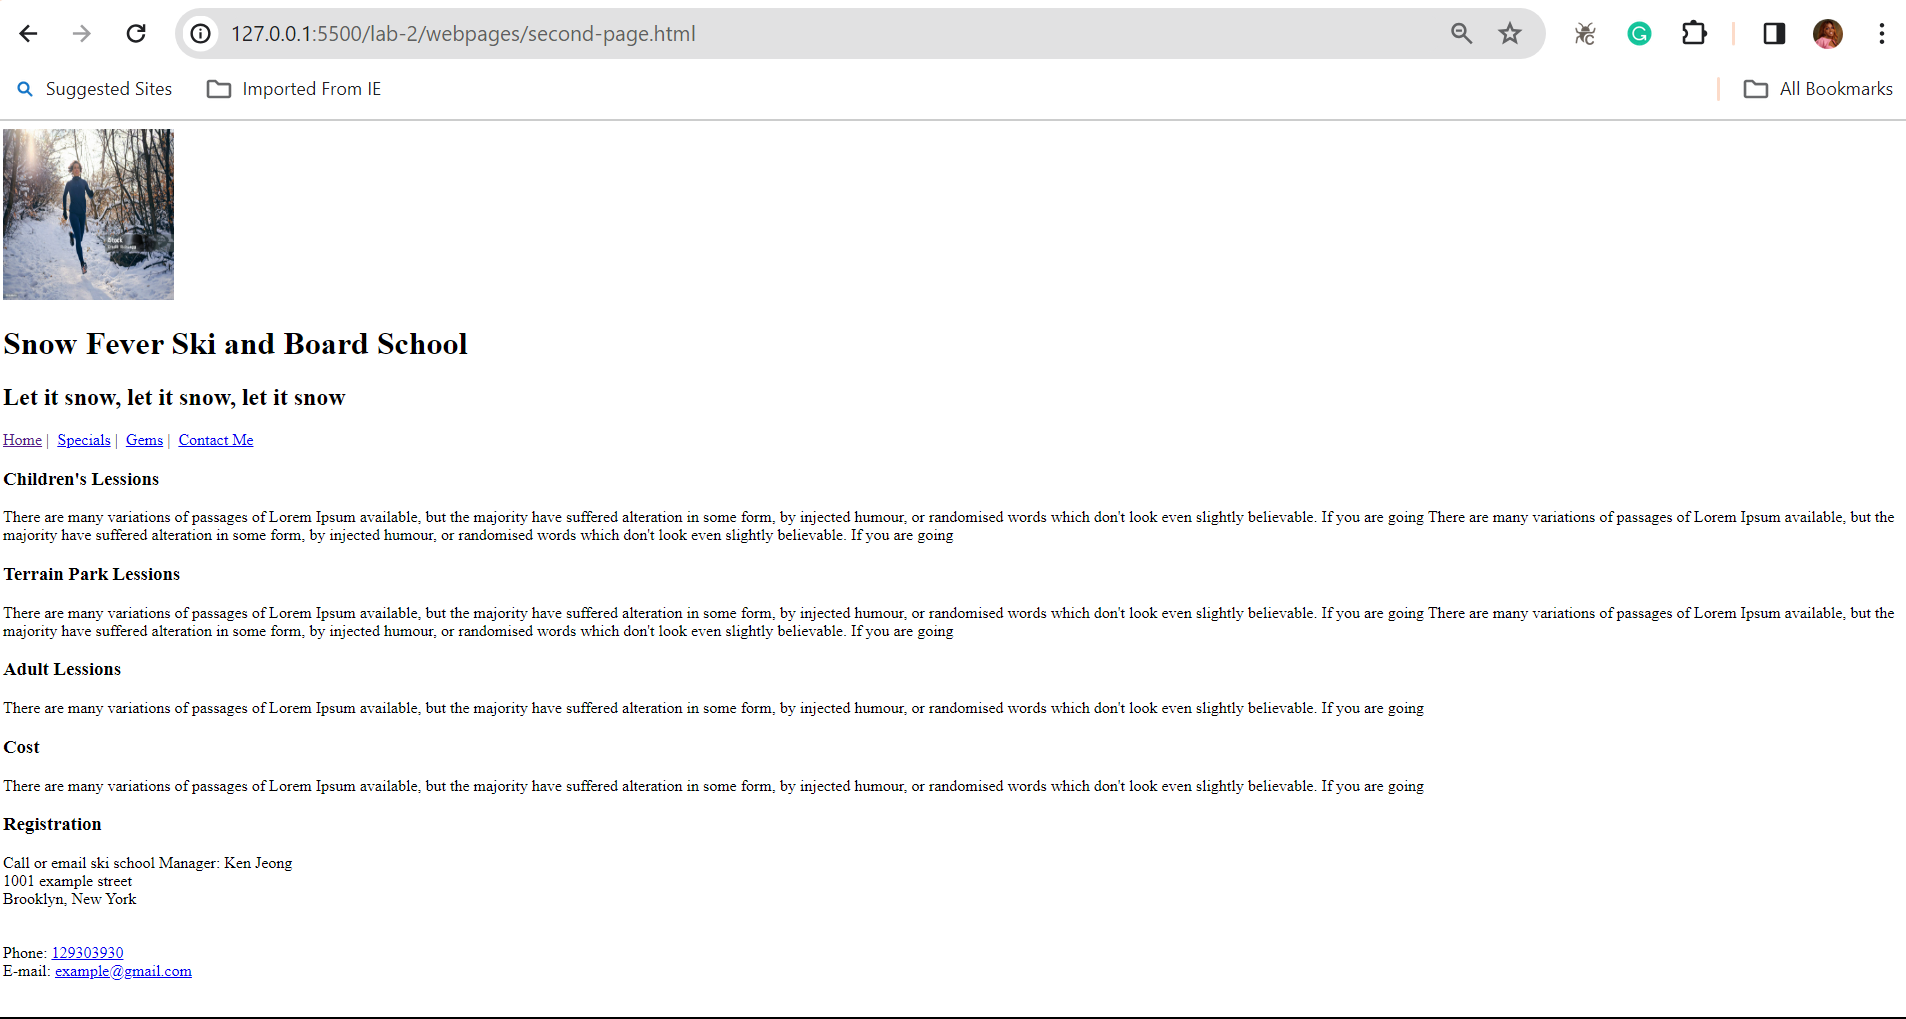 127.0.0.1:5500/lab-2/webpages/second-page.html
Suggested Sites Imported From IE All Bookmarks
Stock
Snow Fever Ski and Board School
Let it snow, let it snow, let it snow
Home | Specials | Gems | Contact Me
Children's Lessions
There are many variations of passages of Lorem Ipsum available, but the majority have suffered alteration in some form, by injected humour, or randomised words which don't look even slightly believable. If you are going There are many variations of passages of Lorem Ipsum available, but the
majority have suffered alteration in some form, by injected humour, or randomised words which don't look even slightly believable. If you are going
Terrain Park Lessions
There are many variations of passages of Lorem Ipsum available, but the majority have suffered alteration in some form, by injected humour, or randomised words which don't look even slightly believable. If you are going There are many variations of passages of Lorem Ipsum available, but the
majority have suffered alteration in some form, by injected humour, or randomised words which don't look even slightly believable. If you are going
Adult Lessions
There are many variations of passages of Lorem Ipsum available, but the majority have suffered alteration in some form, by injected humour, or randomised words which don't look even slightly believable. If you are going
Cost
There are many variations of passages of Lorem Ipsum available, but the majority have suffered alteration in some form, by injected humour, or randomised words which don't look even slightly believable. If you are going
Registration
Call or email ski school Manager: Ken Jeong
1001 example street
Brooklyn, New York
Phone: 129303930
E-mail: example@gmail.com